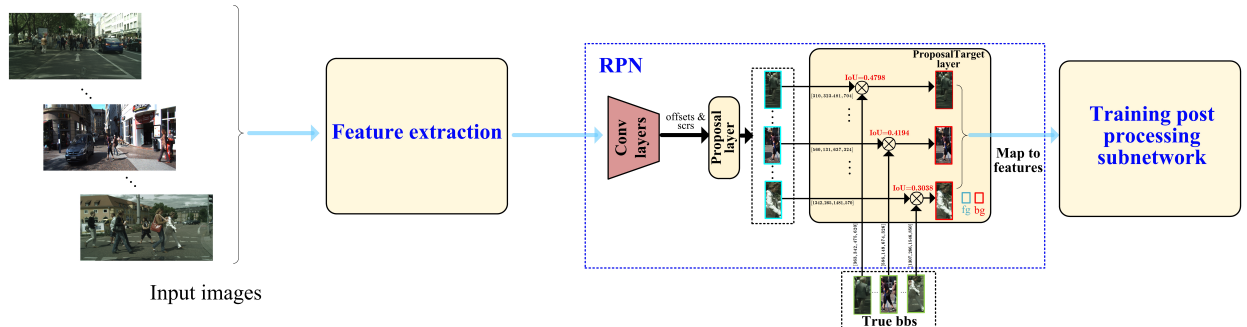 Input images
Feature extraction
RPN
Conv
layers
offsets &
scrs
Proposal
layer
ProposalTarget
layer
IoU=0.4798
IoU=0.4194
IoU=0.3038
fg
bg
True bbs
Map to
features
Training post
processing
subnetwork